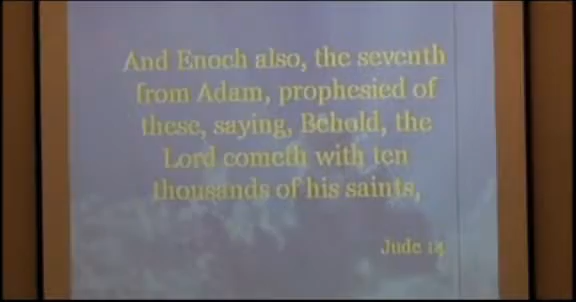 And Enoch also, the seventh
from Adam, prophesied of
these, saying, Behold, the
Lord cometh with ten
thousands of his saints,
Jude 14